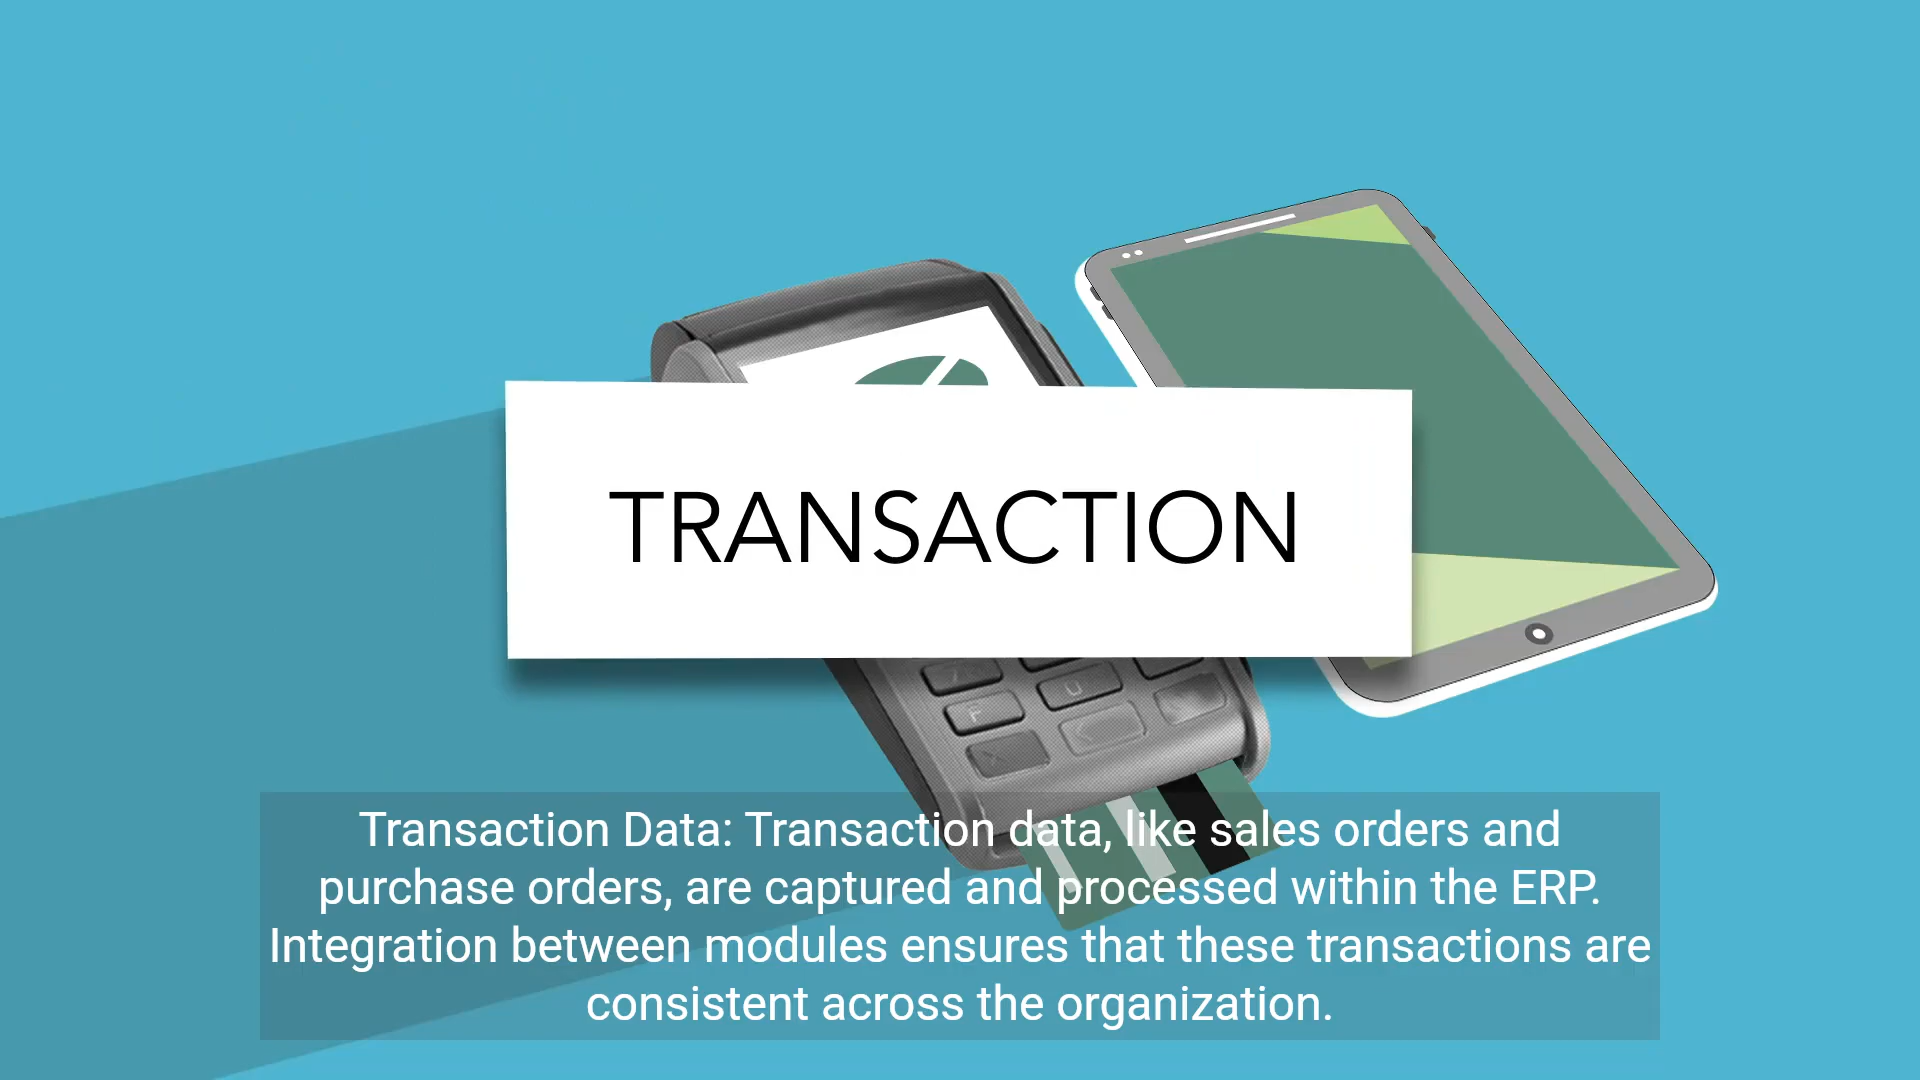 TRANSACTION
Transaction Data: Transaction data, like sales orders and
purchase orders, are captured and processed within the ERP.
Integration between modules ensures that these transactions are
consistent across the organization.